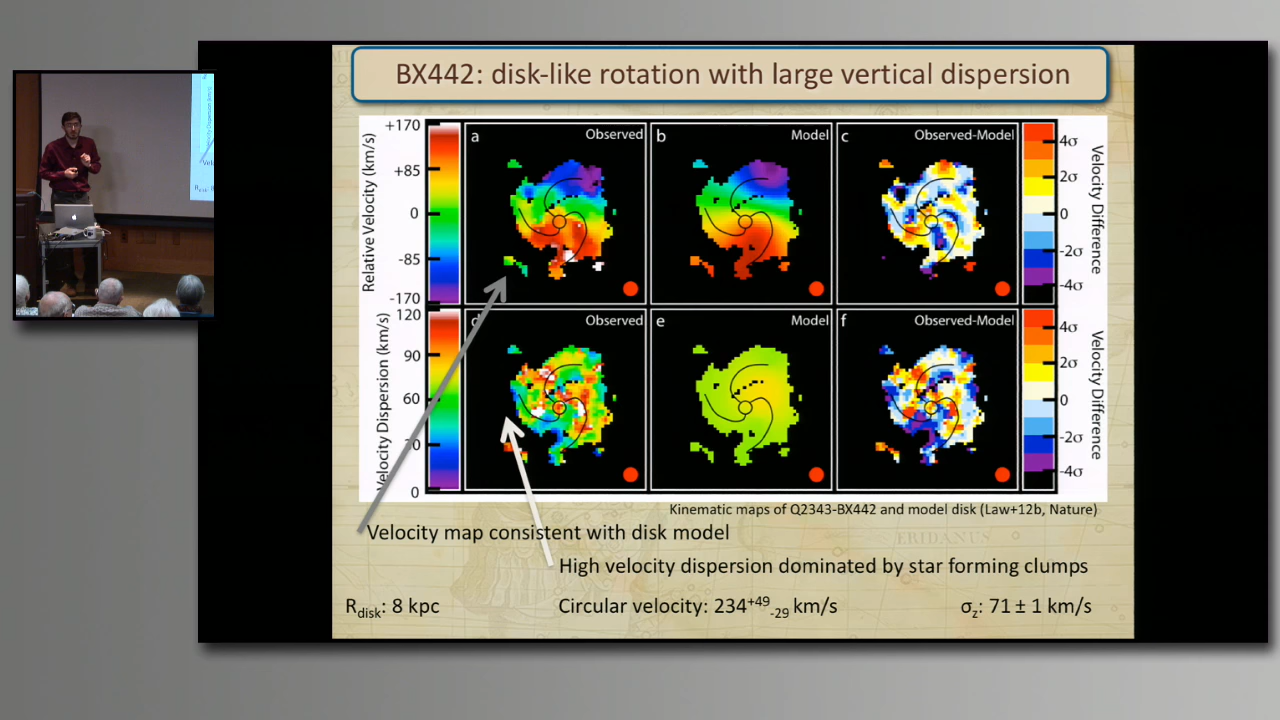 BX442: disk-like rotation with large vertical dispersion
Relative Velocity (km/s)
+170
+85
0
-85
-170
a
Observed
b
Model
c
Observed-Model
4σ
2σ
0
-2σ
-4σ
Velocity Difference
Velocity Dispersion (km/s)
120
90
60
0
Observed
e
Model
f
Observed-Model
4σ
2σ
0
-2σ
-4σ
Velocity Difference
Kinematic maps of Q2343-BX442 and model disk (Law+12b, Nature)
Velocity map consistent with disk model
High velocity dispersion dominated by star forming clumps
Rdisk: 8 kpc
Circular velocity: 234+49-29 km/s
σz: 71 ± 1 km/s
ERIDANUS